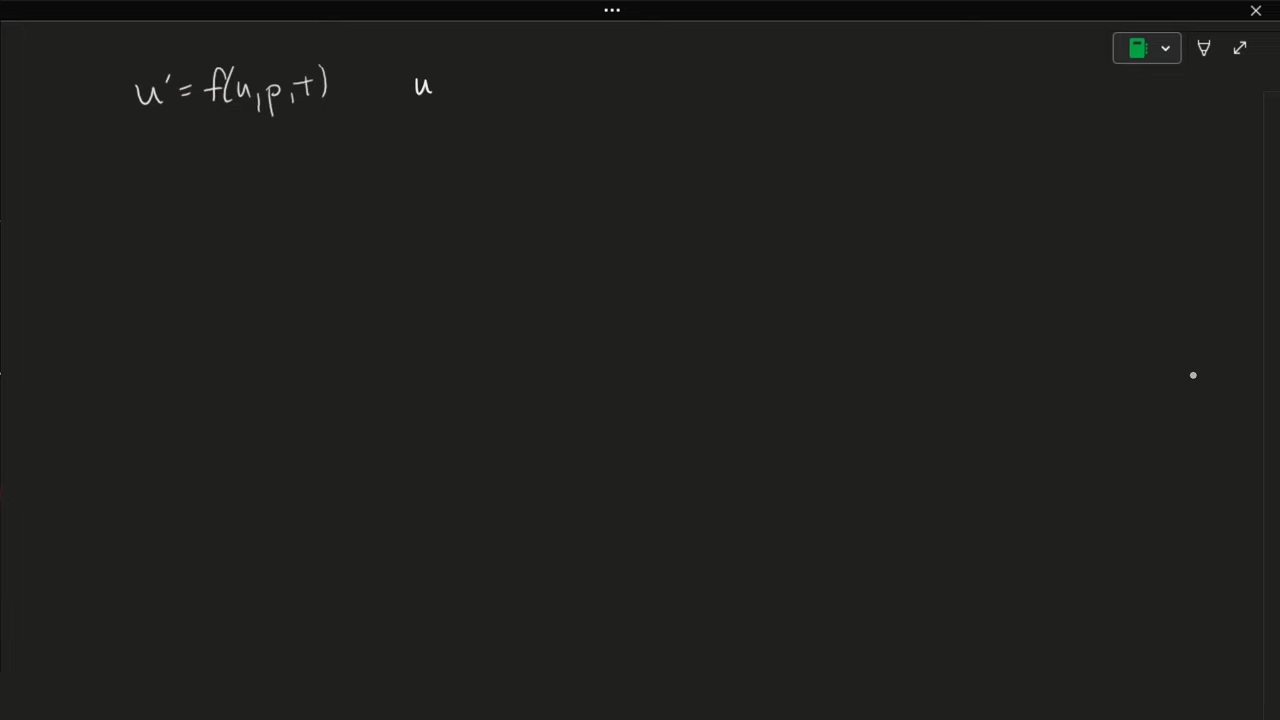 u' = f(u,p,t) u